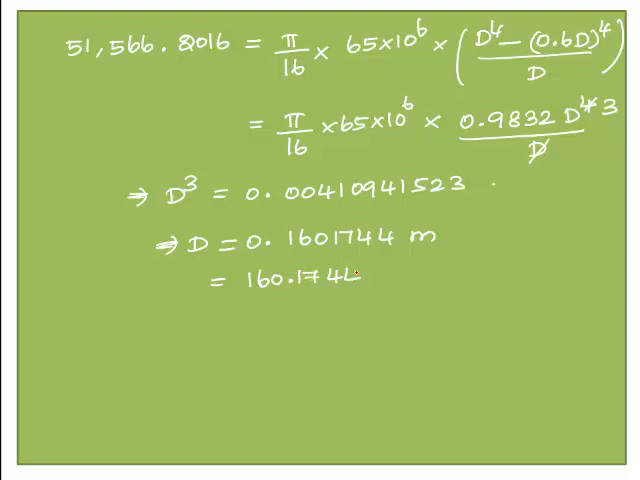 51,566.2016 = π/16 × 65×10⁶ × (D⁴ − (0.6D)⁴ / D)
= π/16 ×65×10⁶ × 0.9832 D⁴ 3 / D
⇒ D³ = 0.00410941523
⇒ D = 0.1601744 m
= 160.1744